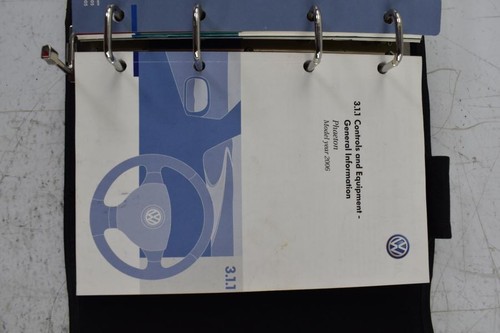 3.1.1 Controls and Equipment -
General Information
Phaeton
Model year 2006
3.1.1